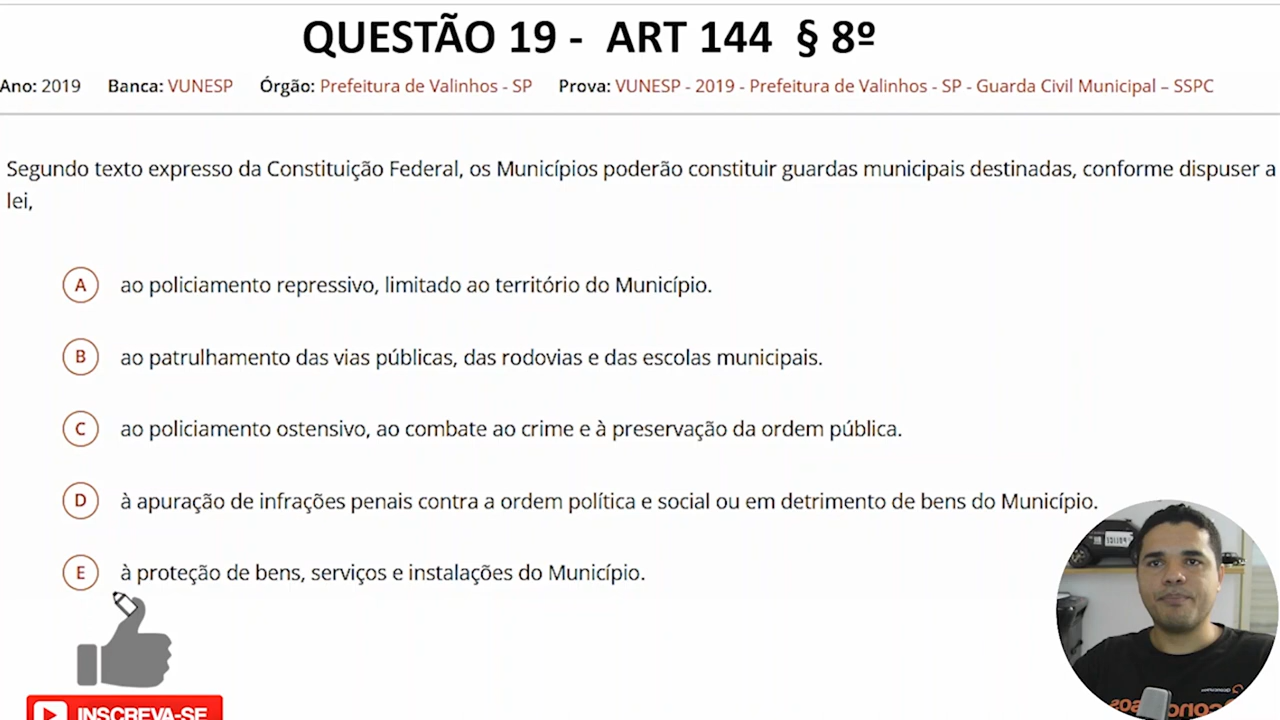 QUESTÃO 19 - ART 144 § 8º
Ano: 2019 Banca: VUNESP Órgão: Prefeitura de Valinhos - SP Prova: VUNESP - 2019 - Prefeitura de Valinhos - SP - Guarda Civil Municipal – SSPC
Segundo texto expresso da Constituição Federal, os Municípios poderão constituir guardas municipais destinadas, conforme dispuser a
lei,
A ao policiamento repressivo, limitado ao território do Município.
B ao patrulhamento das vias públicas, das rodovias e das escolas municipais.
C ao policiamento ostensivo, ao combate ao crime e à preservação da ordem pública.
D à apuração de infrações penais contra a ordem política e social ou em detrimento de bens do Município.
E à proteção de bens, serviços e instalações do Município.
INSCREVA-SE